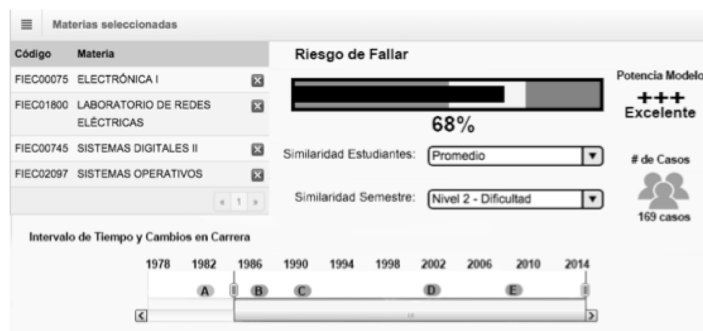 Materias seleccionadas
Código Materia
FIEC00075 ELECTRÓNICA I
FIEC01800 LABORATORIO DE REDES
ELÉCTRICAS
FIEC00745 SISTEMAS DIGITALES II
FIEC02097 SISTEMAS OPERATIVOS
« 1 »
Riesgo de Fallar
68%
Similaridad Estudiantes: Promedio
Similaridad Semestre: Nivel 2 - Dificultad
Potencia Modelo
+++
Excelente
# de Casos
169 casos
Intervalo de Tiempo y Cambios en Carrera
1978 1982 1986 1990 1994 1998 2002 2006 2010 2014
A B C D E